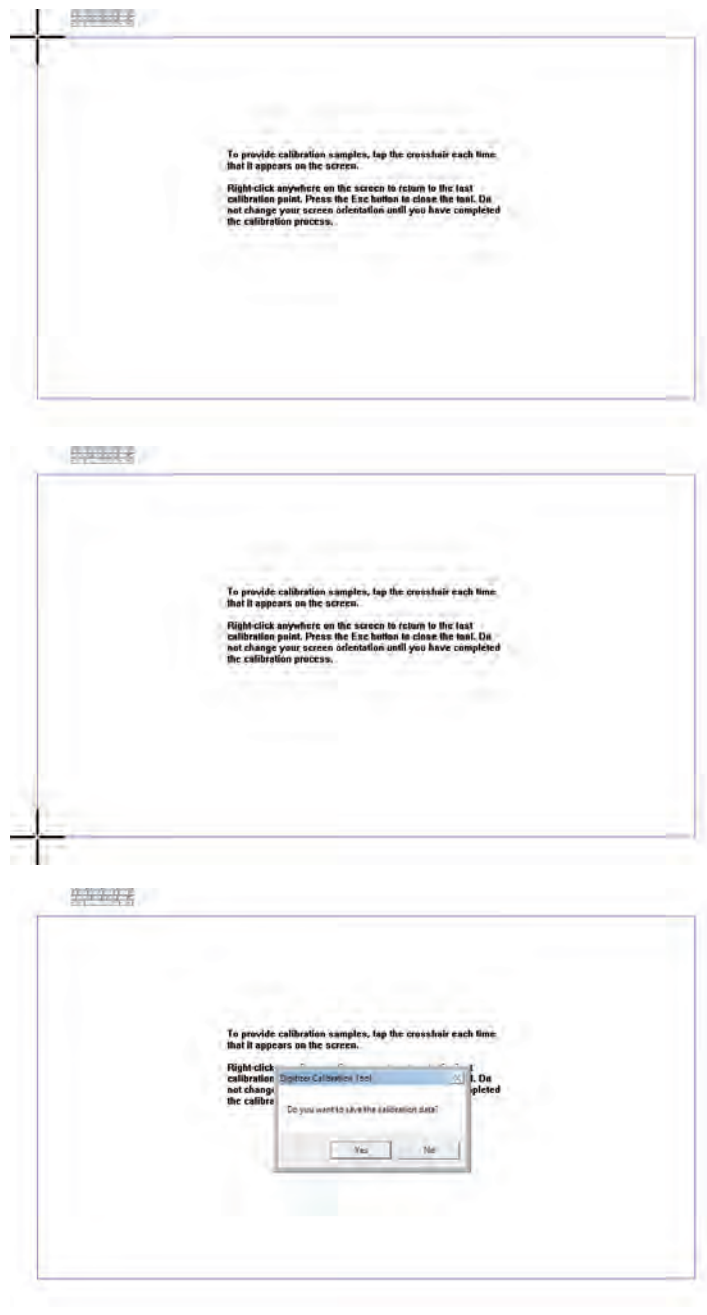 To provide calibration samples, tap the crosshair each time
that it appears on the screen.
Right-click anywhere on the screen to return to the last
calibration point. Press the Esc button to close the tool. Do
not change your screen orientation until you have completed
the calibration process.
To provide calibration samples, tap the crosshair each time
that it appears on the screen.
Right-click anywhere on the screen to return to the last
calibration point. Press the Esc button to close the tool. Do
not change your screen orientation until you have completed
the calibration process.
To provide calibration samples, tap the crosshair each time
that it appears on the screen.
Right-click
calibration
l. Do
not chang
pleted
the calibra
Digitizer Calibration Tool
Do you want to save the calibration data?
Yes
No